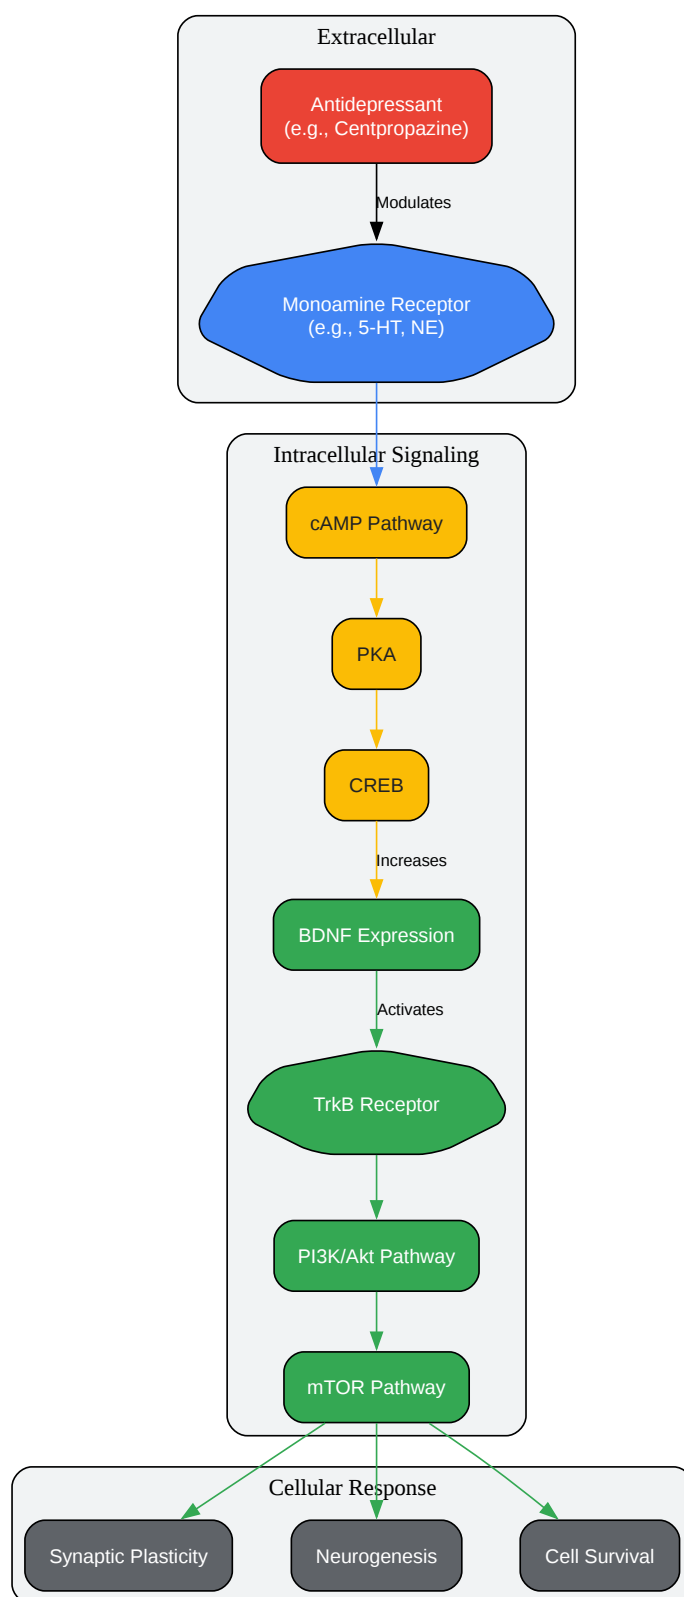 Extracellular
Antidepressant
(e.g., Centpropazine)
Modulates
Monoamine Receptor
(e.g., 5-HT, NE)
Intracellular Signaling
cAMP Pathway
PKA
CREB
Increases
BDNF Expression
Activates
TrkB Receptor
PI3K/Akt Pathway
mTOR Pathway
Cellular Response
Synaptic Plasticity
Neurogenesis
Cell Survival